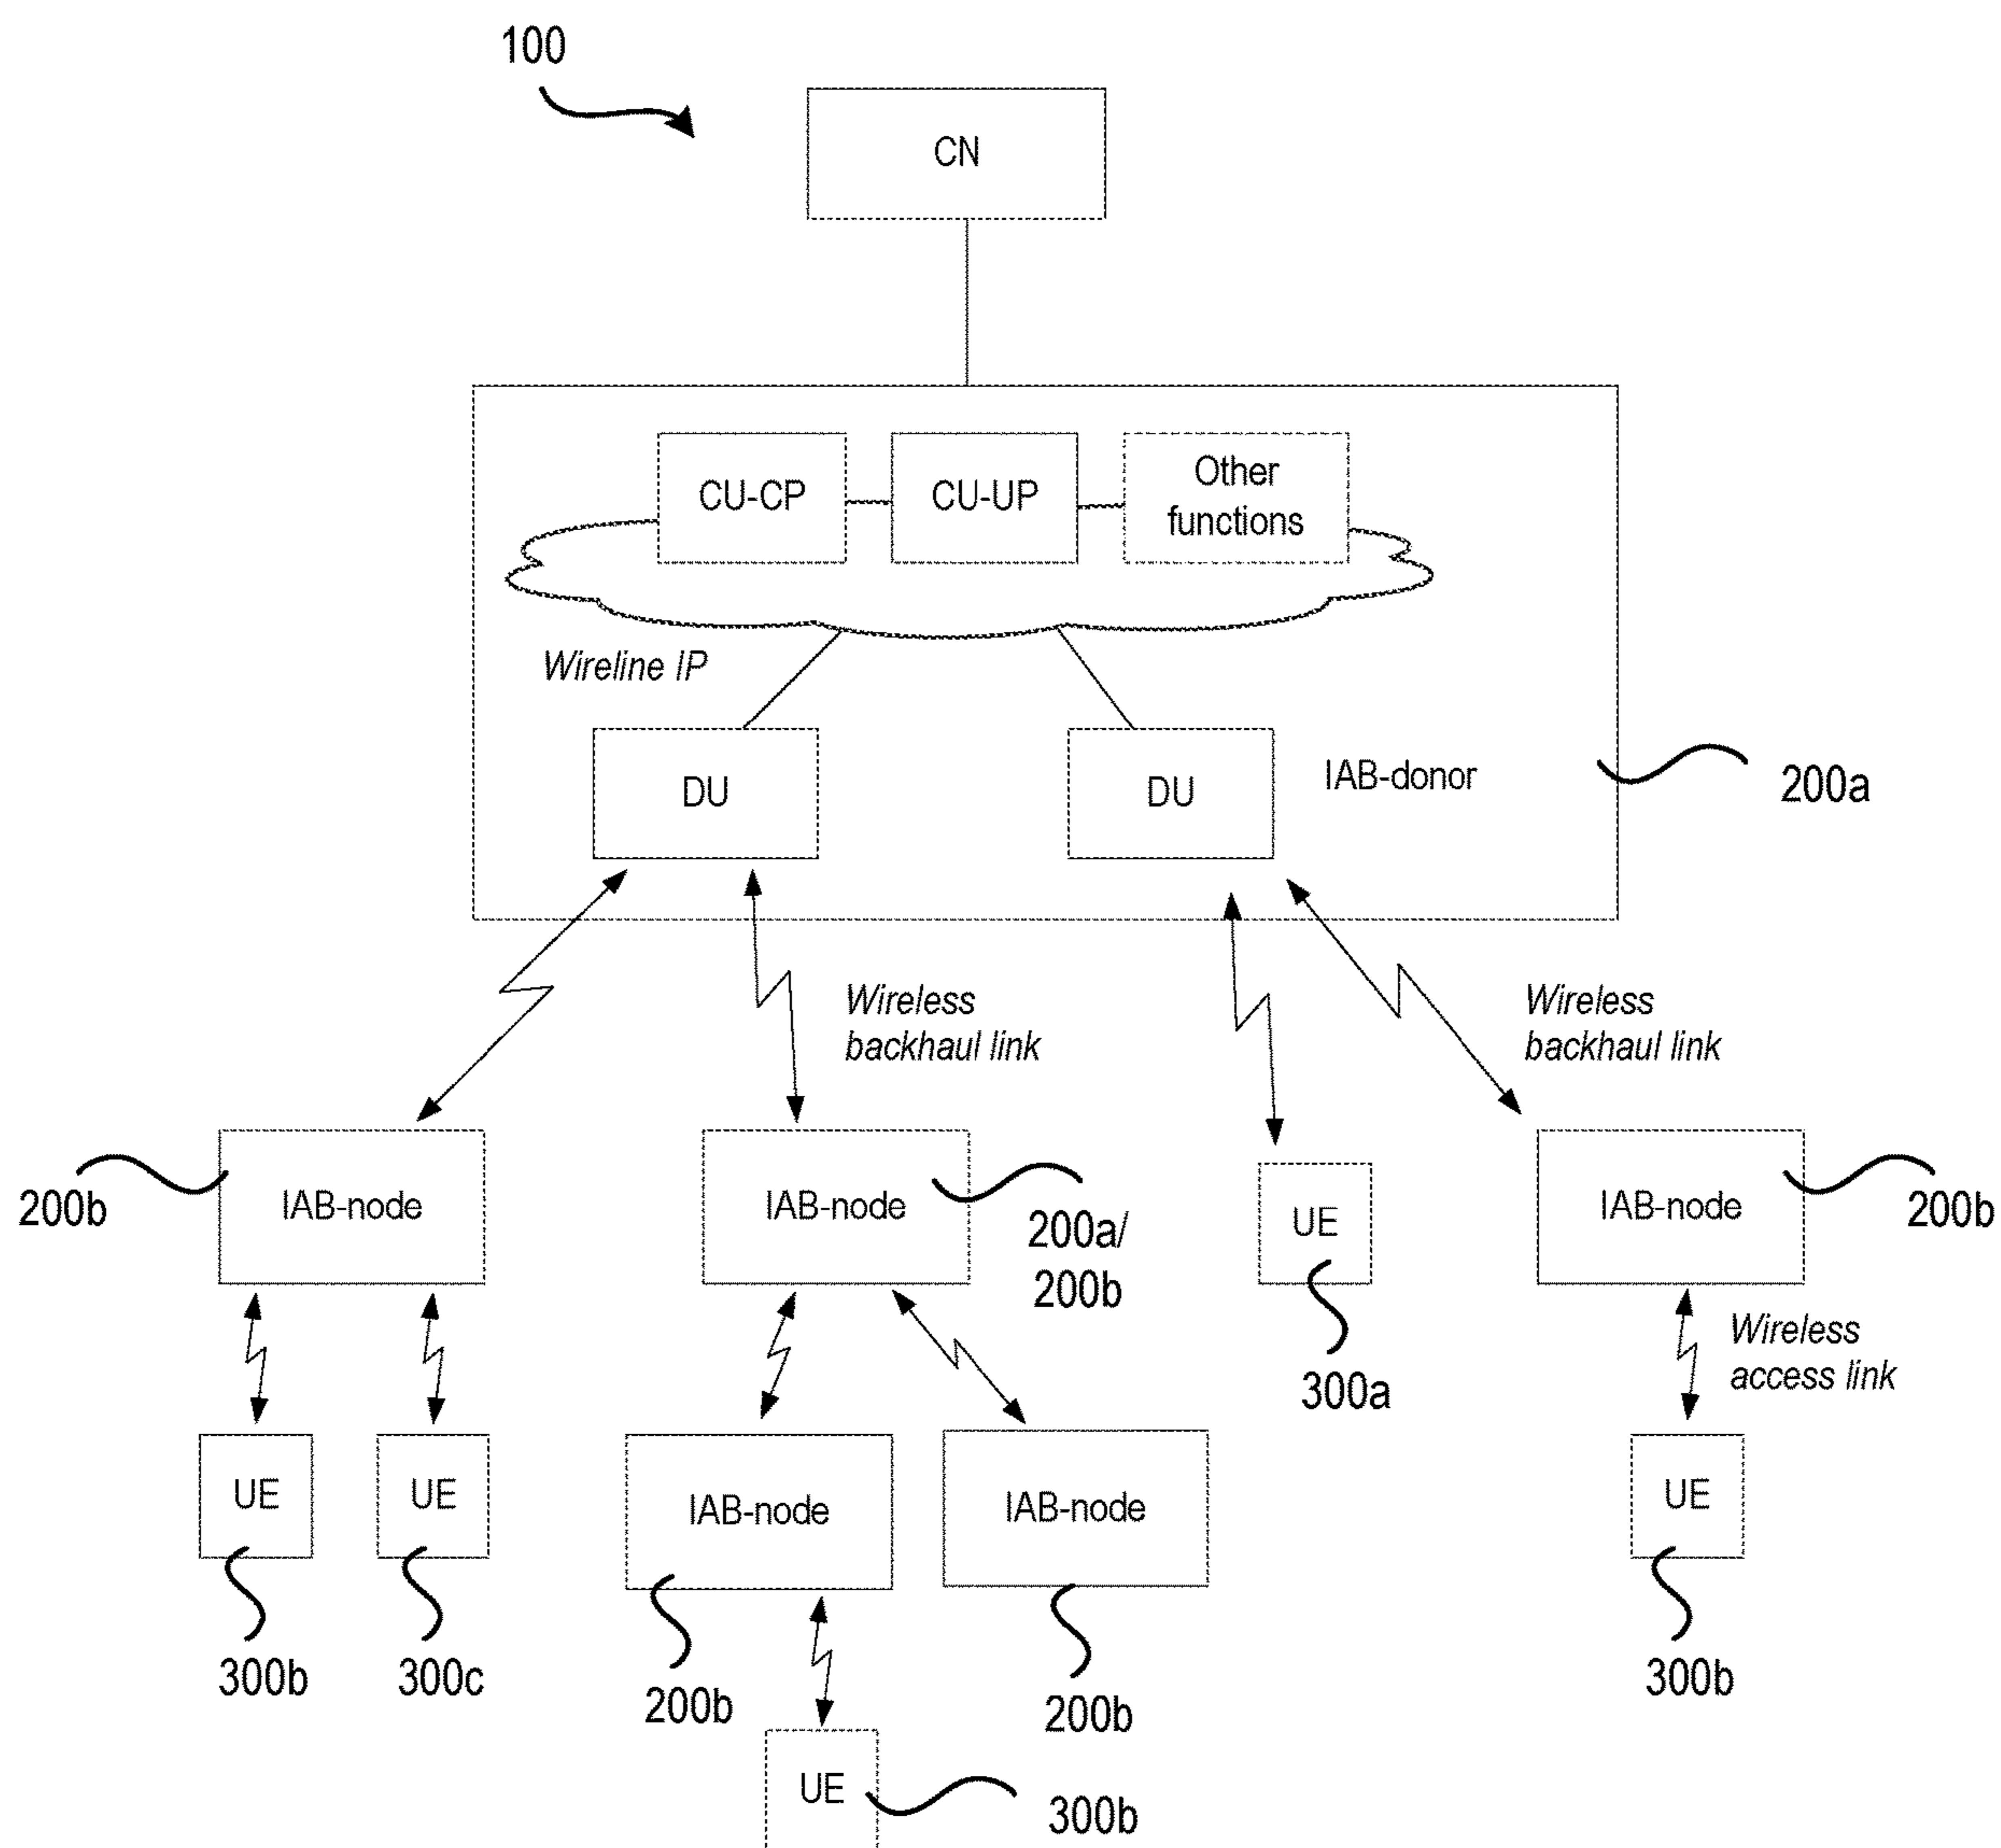 100
CN
CU-CP
CU-UP
Other
functions
Wireline IP
DU
DU
IAB-donor
200a
Wireless
backhaul link
Wireless
backhaul link
200b
IAB-node
IAB-node
200a/
200b
UE
300a
IAB-node
200b
Wireless
access link
UE
300b
UE
300c
IAB-node
200b
IAB-node
200b
UE
300b
UE
300b